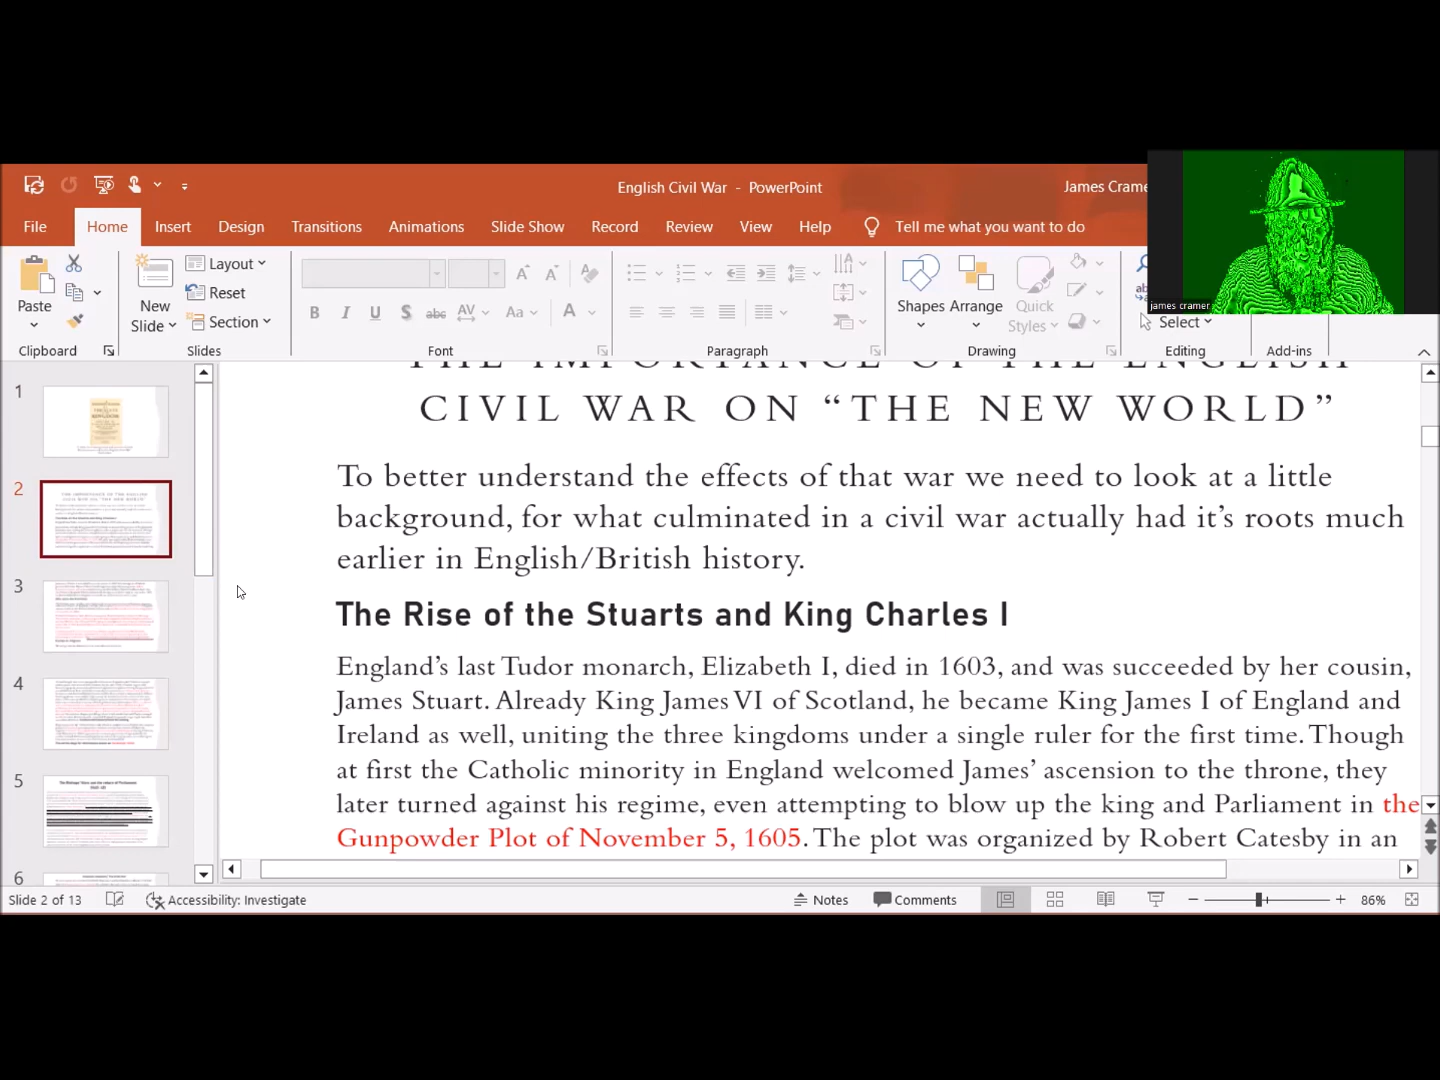 English Civil War - PowerPoint
James Crame
File Home Insert Design Transitions Animations Slide Show Record Review View Help Tell me what you want to do
Paste
New Slide
Layout
Reset
Section
B I U S abc AV Aa A
Shapes Arrange Quick Styles
Select
james cramer
Clipboard Slides Font Paragraph Drawing Editing Add-ins
THE IMPORTANCE OF THE ENGLISH
CIVIL WAR ON “THE NEW WORLD”
To better understand the effects of that war we need to look at a little
background, for what culminated in a civil war actually had it’s roots much
earlier in English/British history.
The Rise of the Stuarts and King Charles I
England’s last Tudor monarch, Elizabeth I, died in 1603, and was succeeded by her cousin,
James Stuart. Already King James VI of Scotland, he became King James I of England and
Ireland as well, uniting the three kingdoms under a single ruler for the first time. Though
at first the Catholic minority in England welcomed James’ ascension to the throne, they
later turned against his regime, even attempting to blow up the king and Parliament in the
Gunpowder Plot of November 5, 1605. The plot was organized by Robert Catesby in an
1
2
3
4
5
6
Slide 2 of 13 Accessibility: Investigate Notes Comments 86%